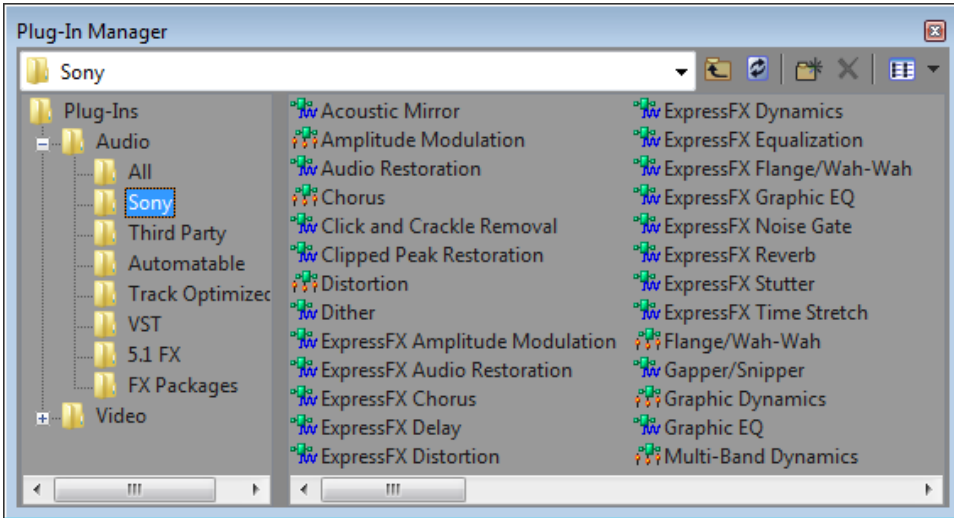 Plug-In Manager
Sony
Plug-Ins
Audio
All
Sony
Third Party
Automatable
Track Optimized
VST
5.1 FX
FX Packages
Video
Acoustic Mirror
Amplitude Modulation
Audio Restoration
Chorus
Click and Crackle Removal
Clipped Peak Restoration
Distortion
Dither
ExpressFX Amplitude Modulation
ExpressFX Audio Restoration
ExpressFX Chorus
ExpressFX Delay
ExpressFX Distortion
ExpressFX Dynamics
ExpressFX Equalization
ExpressFX Flange/Wah-Wah
ExpressFX Graphic EQ
ExpressFX Noise Gate
ExpressFX Reverb
ExpressFX Stutter
ExpressFX Time Stretch
Flange/Wah-Wah
Gapper/Snipper
Graphic Dynamics
Graphic EQ
Multi-Band Dynamics